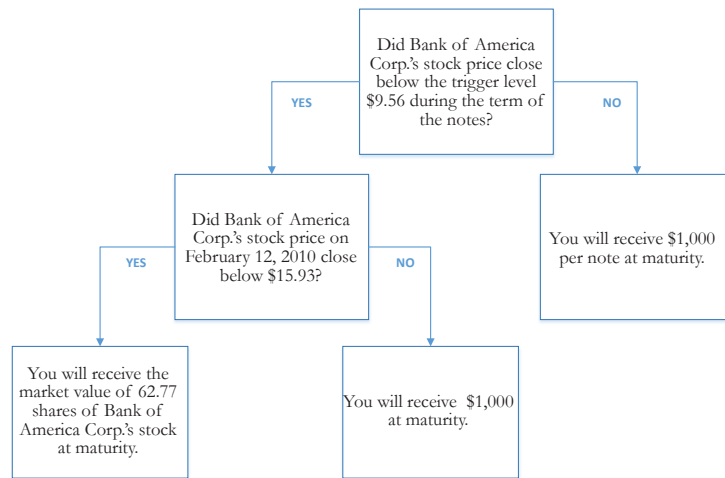 Did Bank of America
Corp.'s stock price close
below the trigger level
$9.56 during the term of
the notes?
YES
NO
Did Bank of America
Corp.'s stock price on
February 12, 2010 close
below $15.93?
You will receive $1,000
per note at maturity.
YES
NO
You will receive the
market value of 62.77
shares of Bank of
America Corp.'s stock
at maturity.
You will receive $1,000
at maturity.